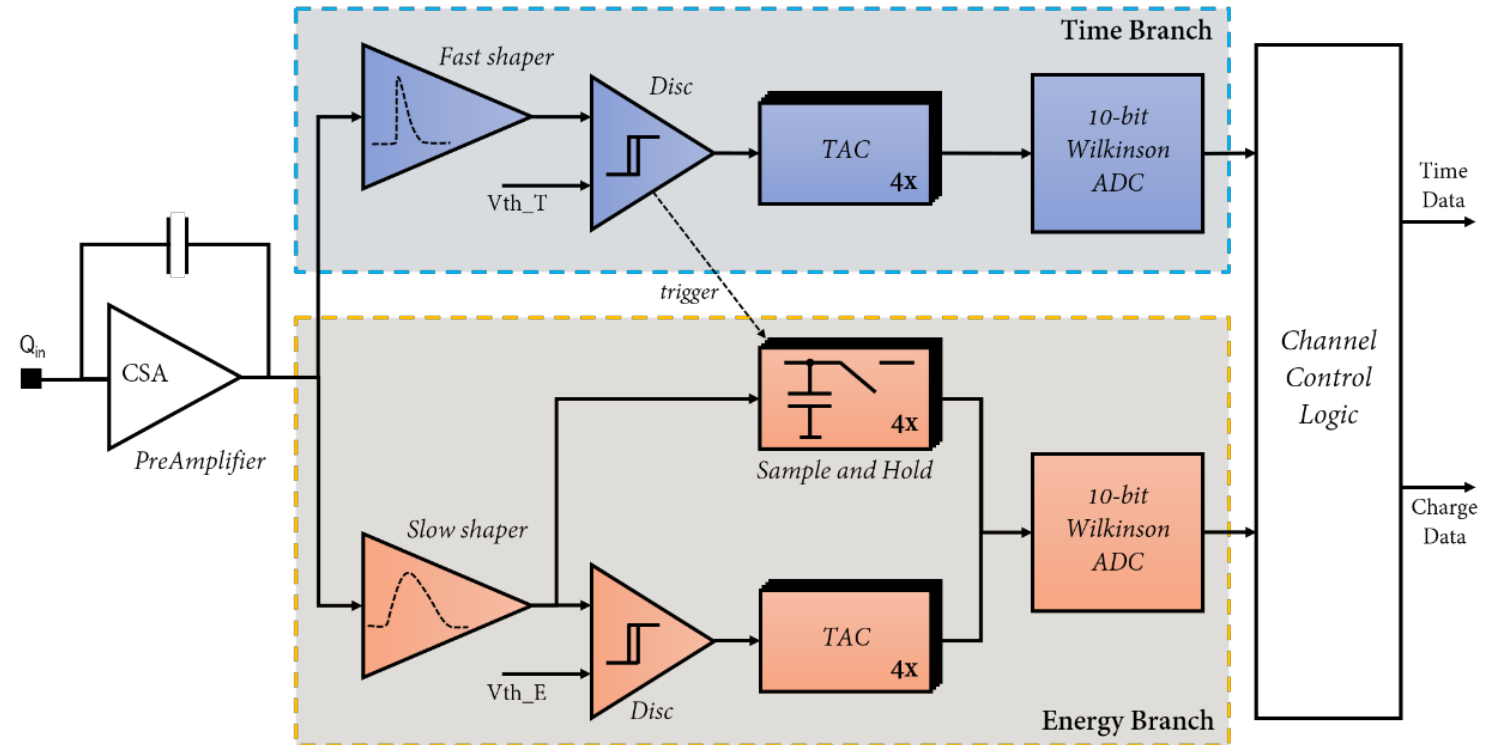 Time Branch
Fast shaper
Disc
TAC
4x
10-bit
Wilkinson
ADC
Vth_T
Time
Data
trigger
Qin
CSA
PreAmplifier
4x
Sample and Hold
Channel
Control
Logic
Slow shaper
10-bit
Wilkinson
ADC
Charge
Data
TAC
4x
Vth_E
Disc
Energy Branch